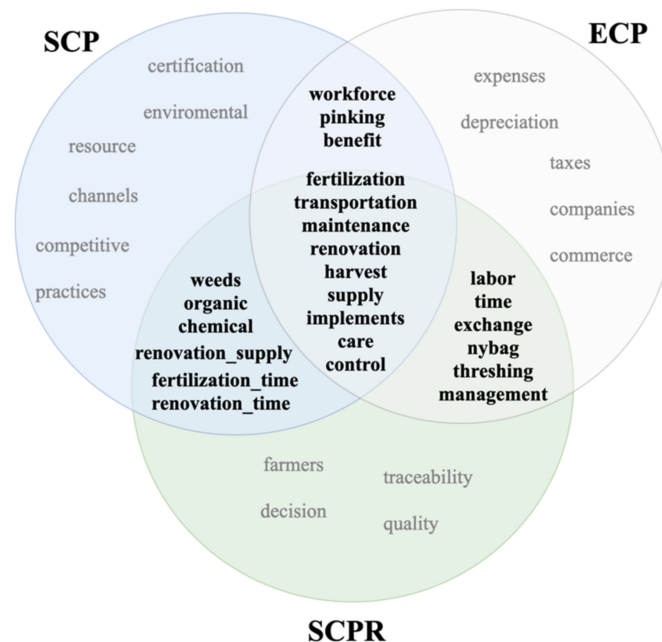 SCP
ECP
certification
enviromental
resource
channels
competitive
practices
workforce
pinking
benefit
expenses
depreciation
taxes
companies
commerce
fertilization
transportation
maintenance
renovation
harvest
supply
implements
care
control
weeds
organic
chemical
renovation_supply
fertilization_time
renovation_time
labor
time
exchange
nybag
threshing
management
farmers
decision
traceability
quality
SCPR